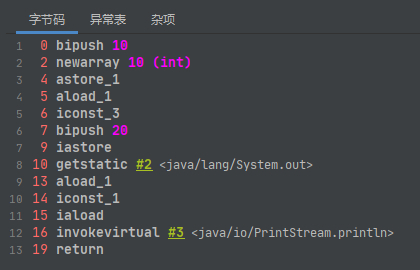 字节码 异常表 杂项
1 0 bipush 10
2 2 newarray 10 (int)
3 4 astore_1
4 5 aload_1
5 6 iconst_3
6 7 bipush 20
7 9 iastore
8 10 getstatic #2 <java/lang/System.out>
9 13 aload_1
10 14 iconst_1
11 15 iaload
12 16 invokevirtual #3 <java/io/PrintStream.println>
13 19 return